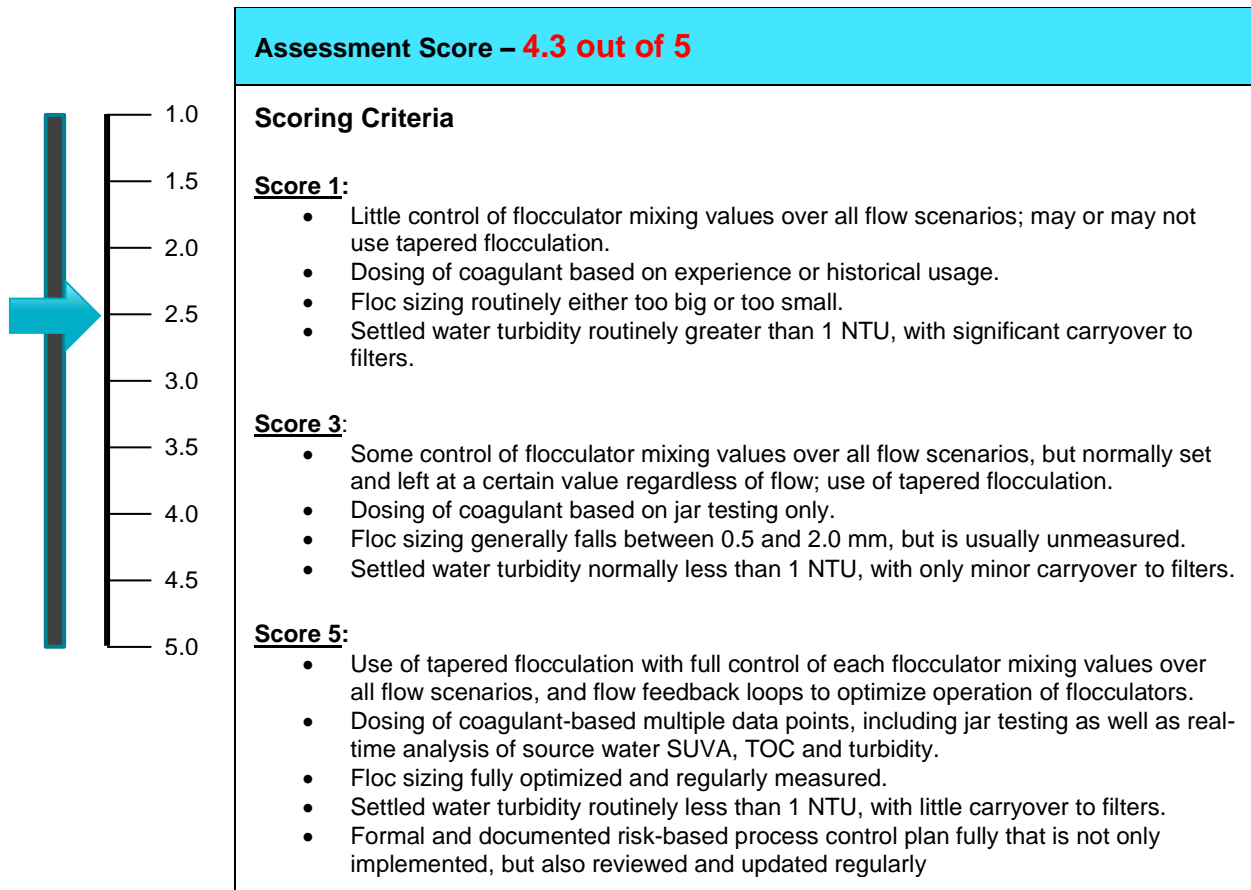 Assessment Score – 4.3 out of 5
1.0
1.5
2.0
2.5
3.0
3.5
4.0
4.5
5.0
Scoring Criteria
Score 1:
• Little control of flocculator mixing values over all flow scenarios; may or may not
use tapered flocculation.
• Dosing of coagulant based on experience or historical usage.
• Floc sizing routinely either too big or too small.
• Settled water turbidity routinely greater than 1 NTU, with significant carryover to
filters.
Score 3:
• Some control of flocculator mixing values over all flow scenarios, but normally set
and left at a certain value regardless of flow; use of tapered flocculation.
• Dosing of coagulant based on jar testing only.
• Floc sizing generally falls between 0.5 and 2.0 mm, but is usually unmeasured.
• Settled water turbidity normally less than 1 NTU, with only minor carryover to filters.
Score 5:
• Use of tapered flocculation with full control of each flocculator mixing values over
all flow scenarios, and flow feedback loops to optimize operation of flocculators.
• Dosing of coagulant-based multiple data points, including jar testing as well as real-
time analysis of source water SUVA, TOC and turbidity.
• Floc sizing fully optimized and regularly measured.
• Settled water turbidity routinely less than 1 NTU, with little carryover to filters.
• Formal and documented risk-based process control plan fully that is not only
implemented, but also reviewed and updated regularly